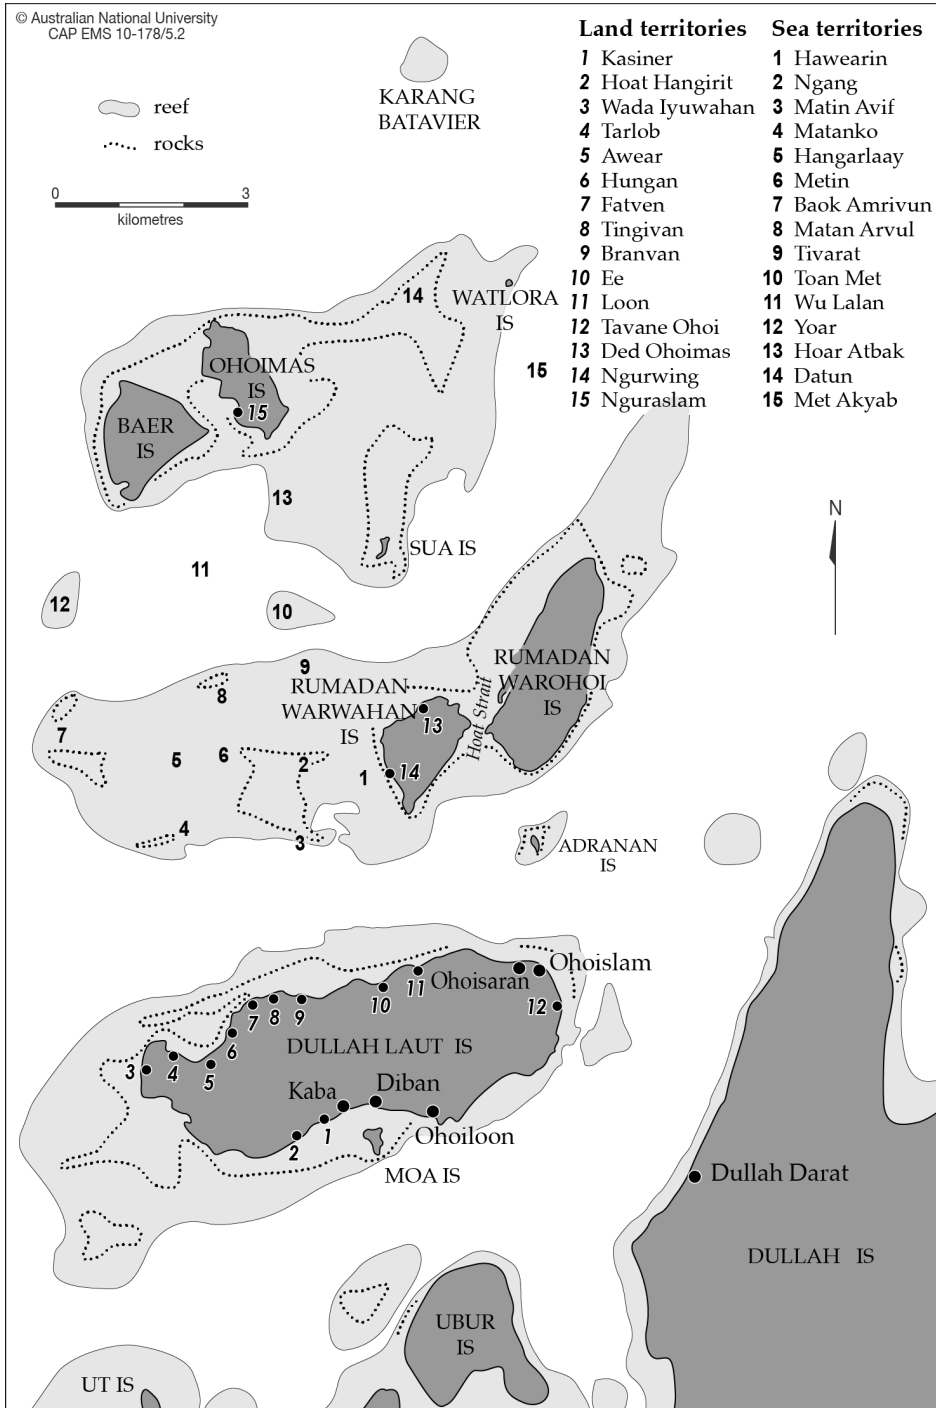 © Australian National University
CAP EMS 10-178/5.2
reef
rocks
0 3
kilometres
KARANG
BATAVIER
Land territories
1 Kasiner
2 Hoat Hangirit
3 Wada Iyuwahan
4 Tarlob
5 Awear
6 Hungan
7 Fatven
8 Tingivan
9 Branvan
10 Ee
11 Loon
12 Tavane Ohoi
13 Ded Ohoimas
14 Ngurwing
15 Nguraslam
Sea territories
1 Hawearin
2 Ngang
3 Matin Avif
4 Matanko
5 Hangarlaay
6 Metin
7 Baok Amrivun
8 Matan Arvul
9 Tivarat
10 Toan Met
11 Wu Lalan
12 Yoar
13 Hoar Atbak
14 Datun
15 Met Akyab
14
WATLORA
IS
15
OHOIMAS
IS
15
BAER
IS
13
SUA IS
N
11
12
10
9
8
7
RUMADAN
WARWAHAN
IS
RUMADAN
WAROHOI
IS
Hoat Strait
13
5
6
2
1
14
4
3
ADRANAN
IS
Ohoisaran
Ohoislam
11
10
12
7
8
9
6
DULLAH LAUT IS
3
4
5
Kaba
Diban
1
2
Ohoiloon
MOA IS
Dullah Darat
DULLAH IS
UBUR
IS
UT IS